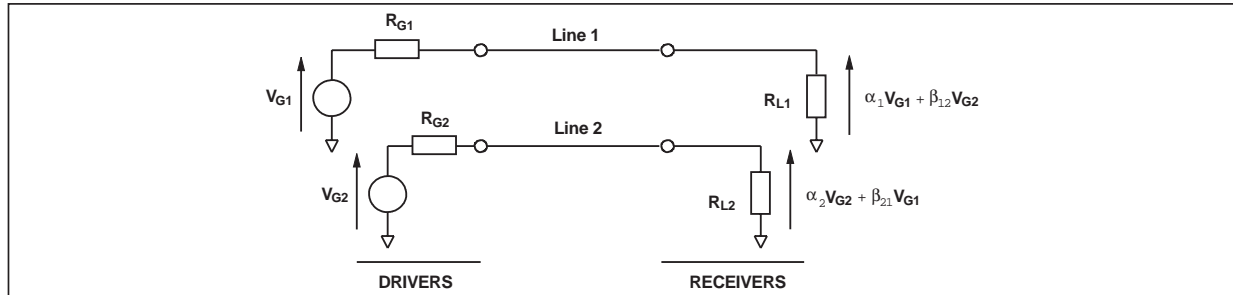 RG1
Line 1
VG1
RL1
α1VG1 + β12VG2
RG2
Line 2
VG2
RL2
α2VG2 + β21VG1
DRIVERS
RECEIVERS